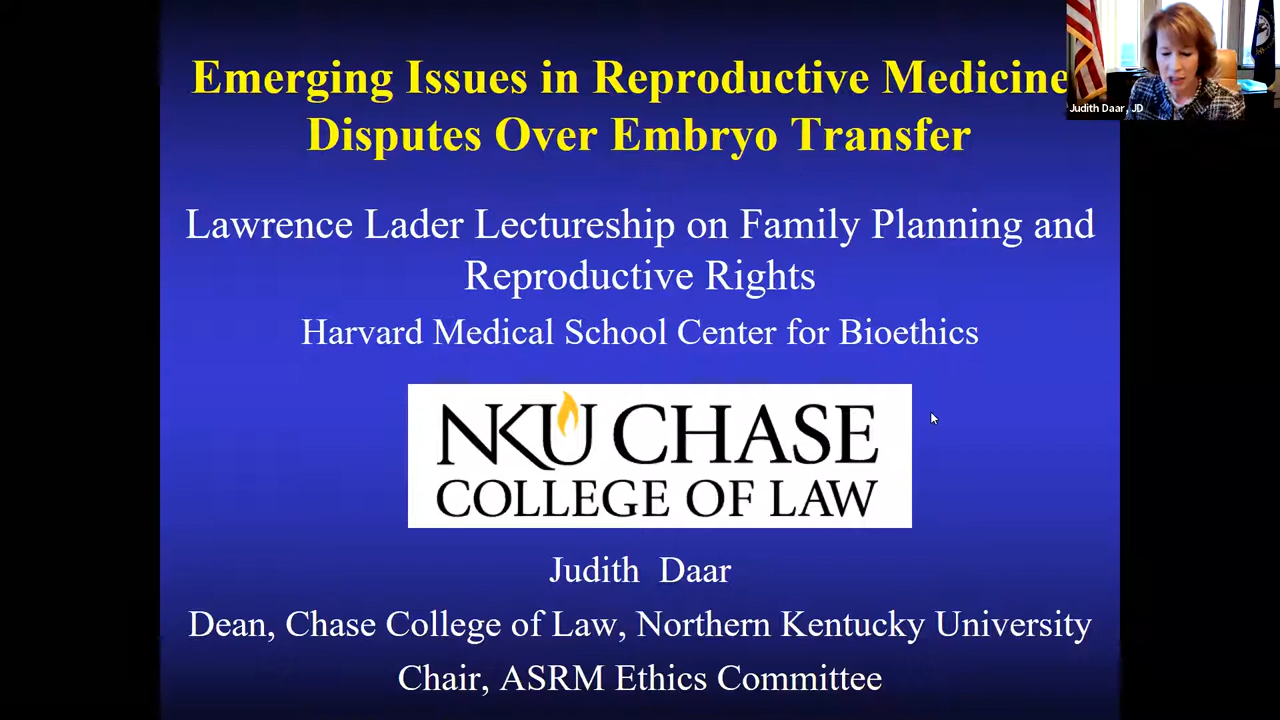 Emerging Issues in Reproductive Medicine
Disputes Over Embryo Transfer
Lawrence Lader Lectureship on Family Planning and
Reproductive Rights
Harvard Medical School Center for Bioethics
NKU CHASE
COLLEGE OF LAW
Judith Daar
Dean, Chase College of Law, Northern Kentucky University
Chair, ASRM Ethics Committee
Judith Daar, JD